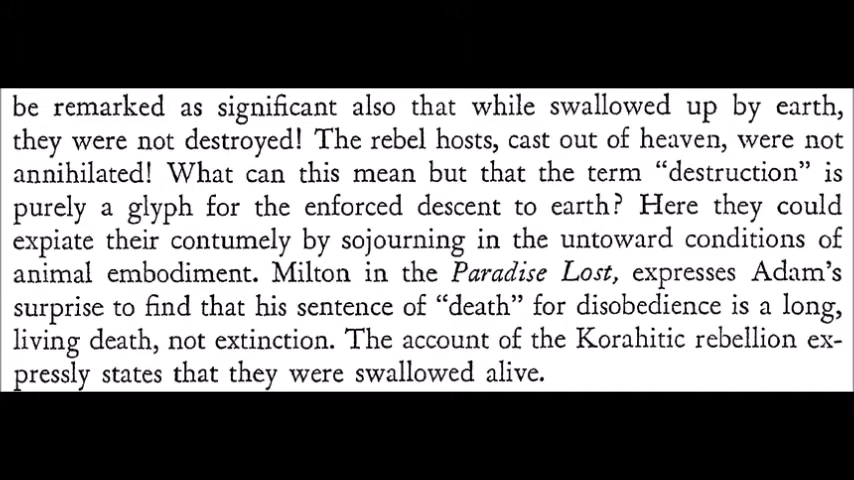 be remarked as significant also that while swallowed up by earth,
they were not destroyed! The rebel hosts, cast out of heaven, were not
annihilated! What can this mean but that the term “destruction” is
purely a glyph for the enforced descent to earth? Here they could
expiate their contumely by sojourning in the untoward conditions of
animal embodiment. Milton in the Paradise Lost, expresses Adam’s
surprise to find that his sentence of “death” for disobedience is a long,
living death, not extinction. The account of the Korahitic rebellion ex-
pressly states that they were swallowed alive.